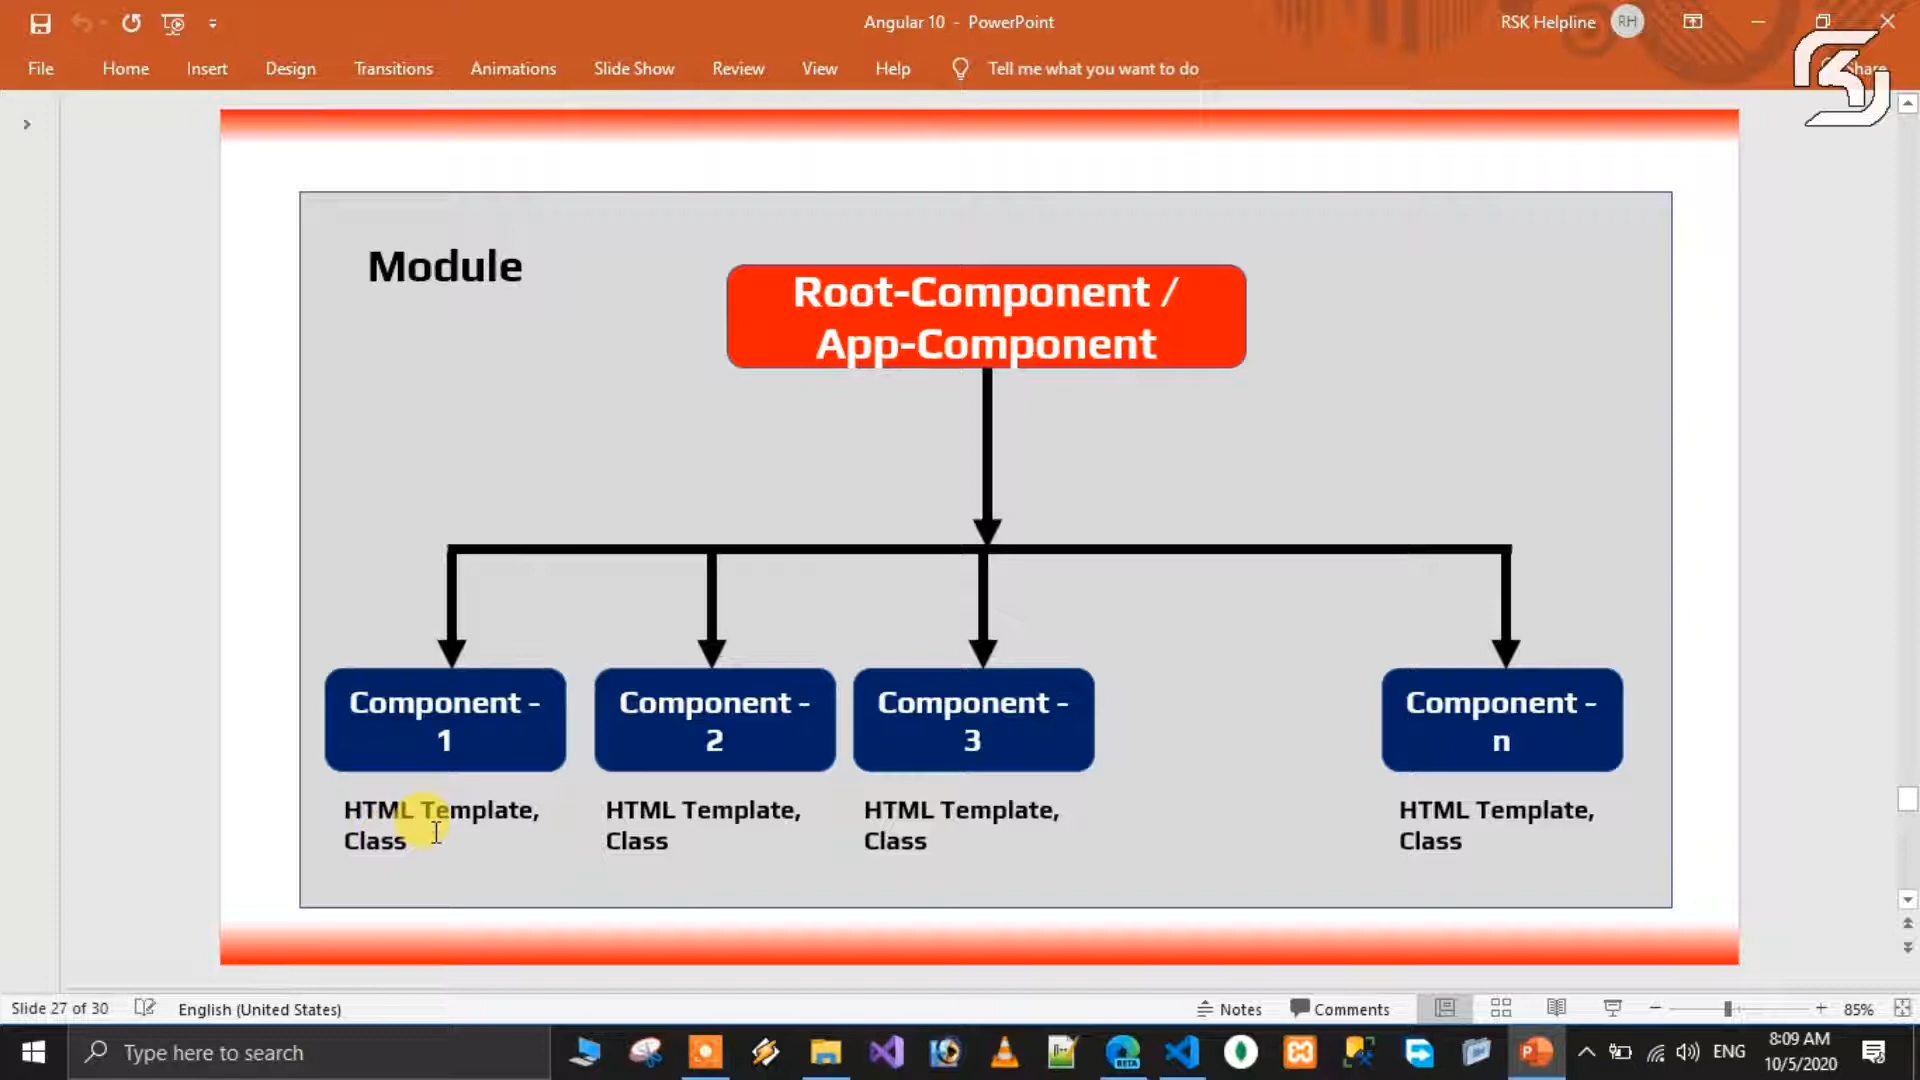 Angular 10 - PowerPoint
RSK Helpline
RH
File
Home
Insert
Design
Transitions
Animations
Slide Show
Review
View
Help
Tell me what you want to do
Share
Module
Root-Component /
App-Component
Component -
1
Component -
2
Component -
3
Component -
n
HTML Template,
Class
HTML Template,
Class
HTML Template,
Class
HTML Template,
Class
Slide 27 of 30
English (United States)
Notes
Comments
85%
Type here to search
ENG
8:09 AM
10/5/2020